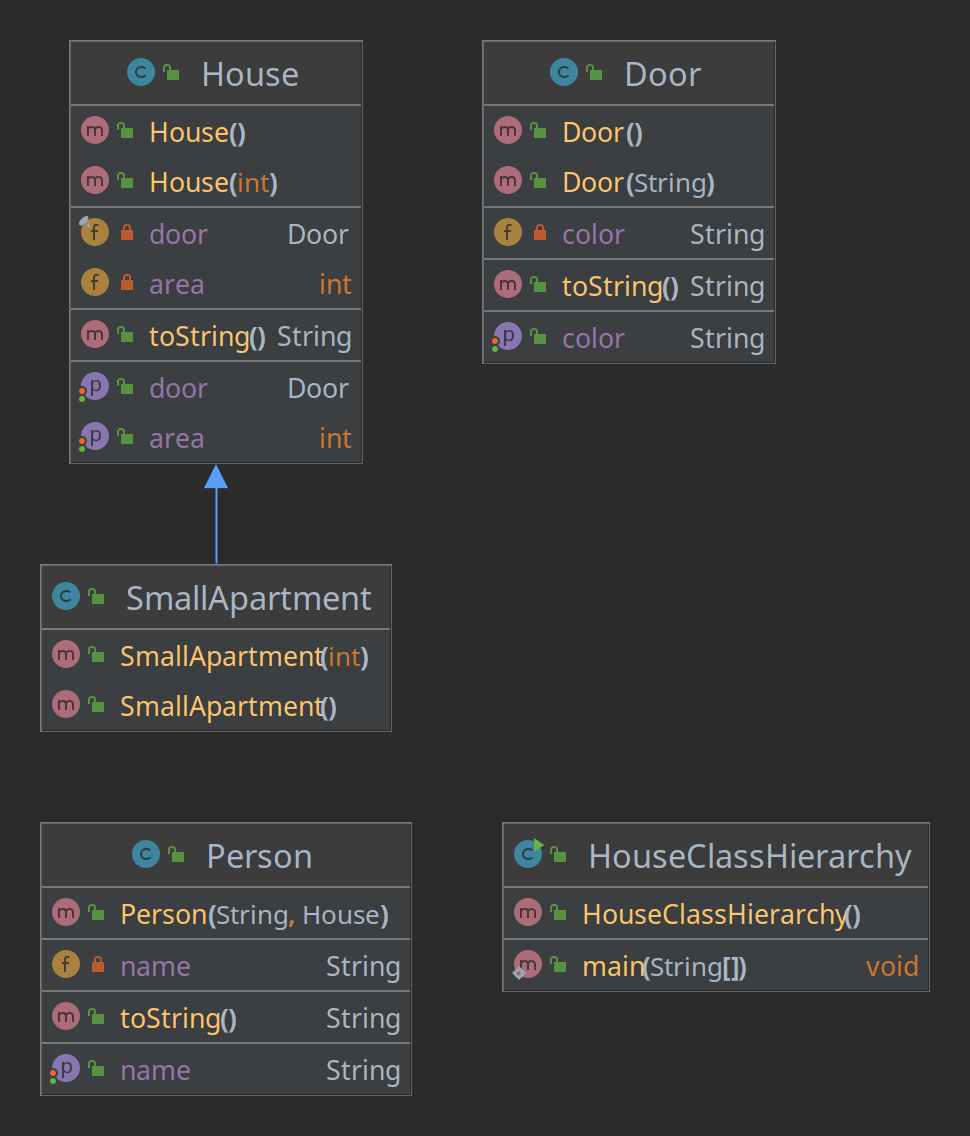 House
House()
House(int)
door Door
area int
toString() String
door Door
area int
Door
Door()
Door(String)
color String
toString() String
color String
SmallApartment
SmallApartment(int)
SmallApartment()
Person
Person(String, House)
name String
toString() String
name String
HouseClassHierarchy
HouseClassHierarchy()
main(String[]) void